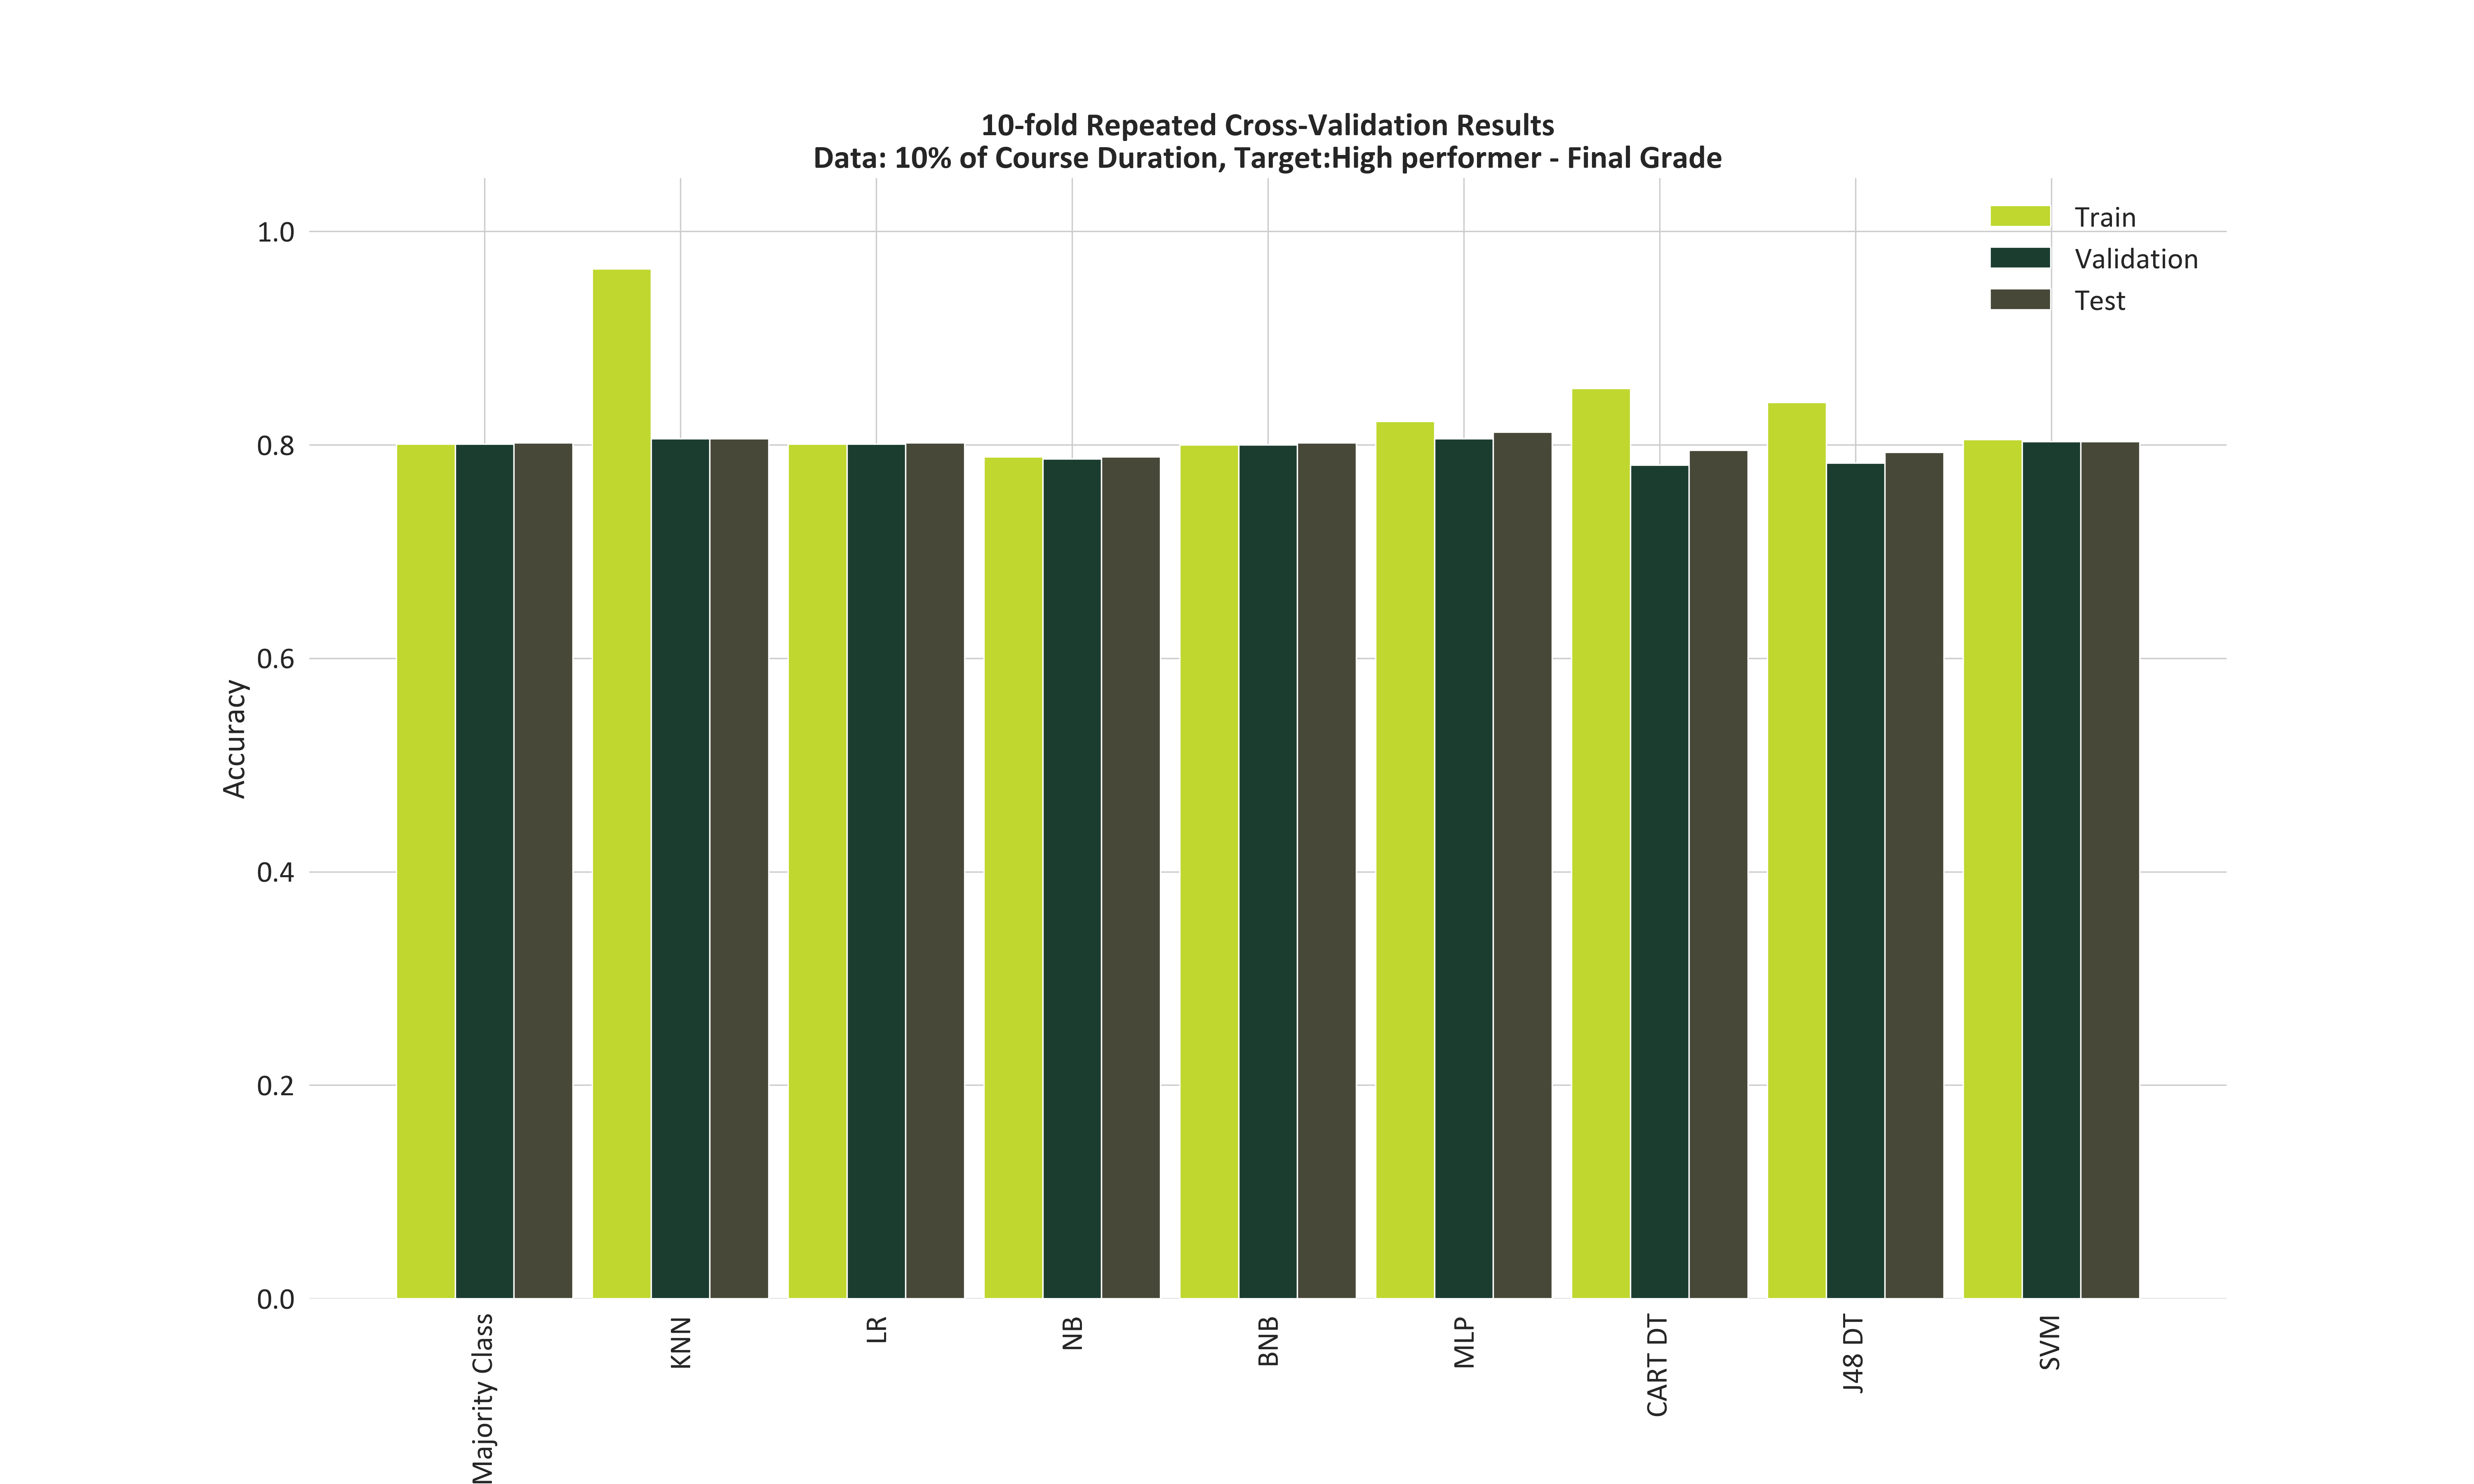 10-fold Repeated Cross-Validation Results
Data: 10% of Course Duration, Target:High performer - Final Grade
Train
Validation
Test
Accuracy
1.0
0.8
0.6
0.4
0.2
0.0
Majority Class
KNN
LR
NB
BNB
MLP
CART DT
J48 DT
SVM